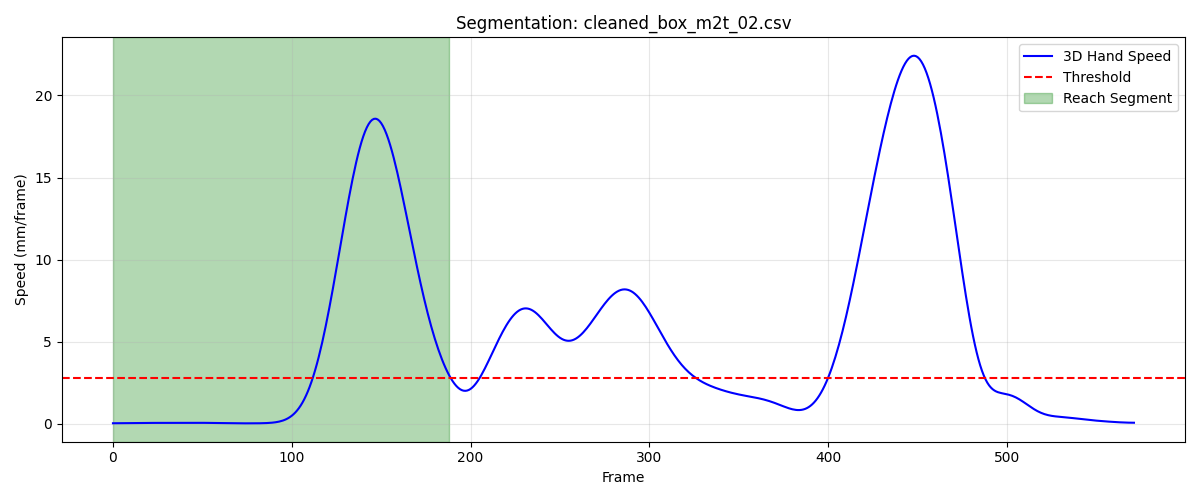 Segmentation: cleaned_box_m2t_02.csv
3D Hand Speed
Threshold
Reach Segment
Speed (mm/frame)
20
15
10
5
0
0 100 200 300 400 500
Frame